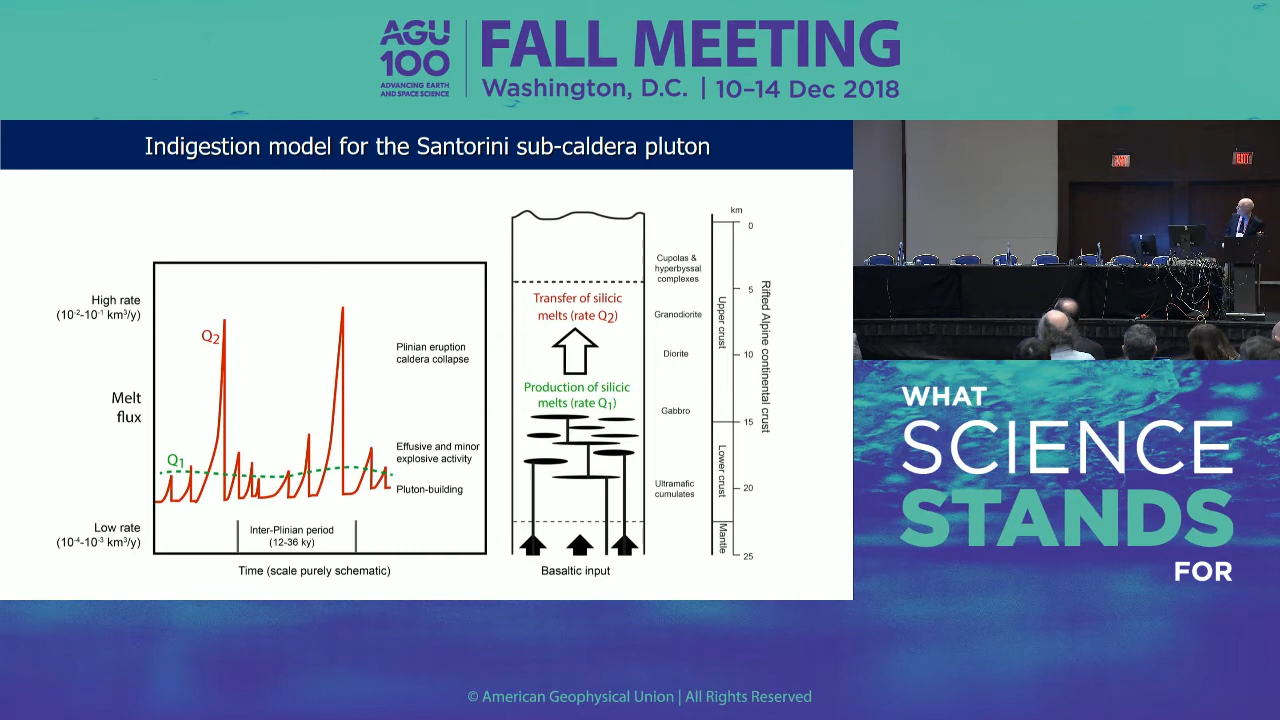 AGU
100
ADVANCING EARTH
AND SPACE SCIENCE
FALL MEETING
Washington, D.C. | 10–14 Dec 2018
Indigestion model for the Santorini sub-caldera pluton
High rate
(10-2-10-1 km3/y)
Melt
flux
Low rate
(10-4-10-3 km3/y)
Q2
Q1
Plinian eruption
caldera collapse
Effusive and minor
explosive activity
Pluton-building
Inter-Plinian period
(12-36 ky)
Time (scale purely schematic)
Transfer of silicic
melts (rate Q2)
Production of silicic
melts (rate Q1)
Basaltic input
Cupolas &
hyperbyssal
complexes
Granodiorite
Diorite
Gabbro
Ultramafic
cumulates
km
0
5
10
15
20
25
Upper crust
Lower crust
Mantle
Rifted Alpine continental crust
EXIT
WHAT
SCIENCE
STANDS
FOR
© American Geophysical Union | All Rights Reserved